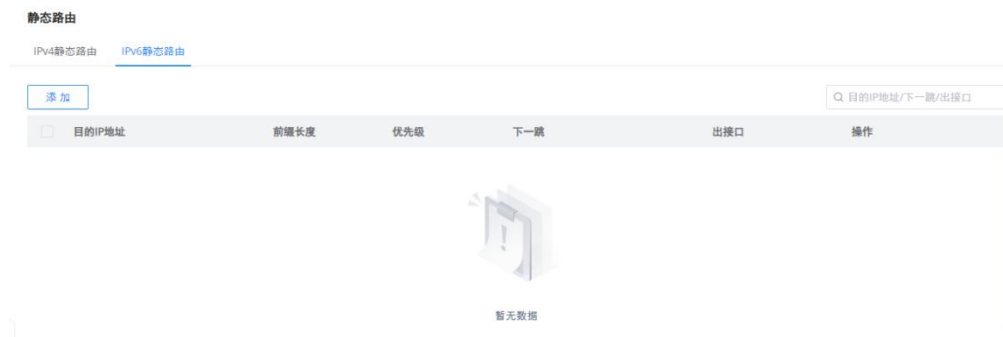 静态路由
IPv4静态路由 IPv6静态路由
添加 目的IP地址/下一跳/出接口
目的IP地址 前缀长度 优先级 下一跳 出接口 操作
暂无数据